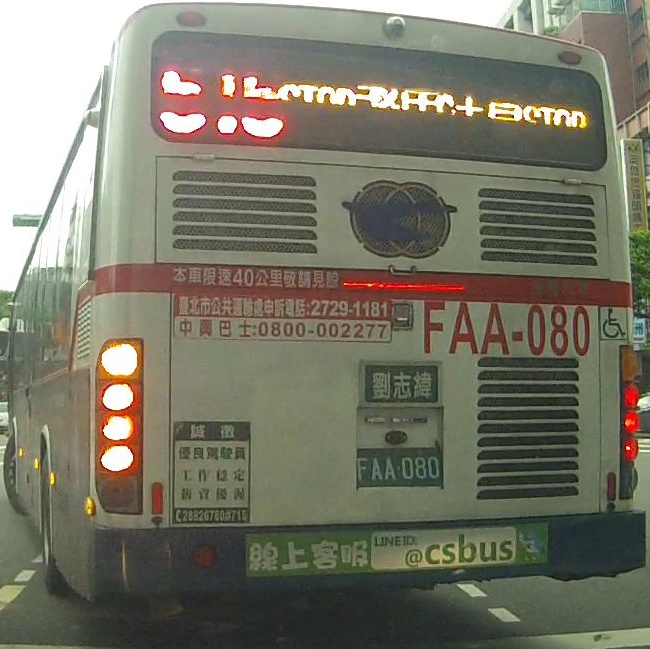 本車限速40公里敬請見諒
臺北市公共運輸處申訴電話:2729-1181
中興巴士:0800-002277
FAA-080
劉志緯
FAA-080
誠徵
優良駕駛員
工作穩定
薪資優渥
線上客服
LINE ID:
@csbus